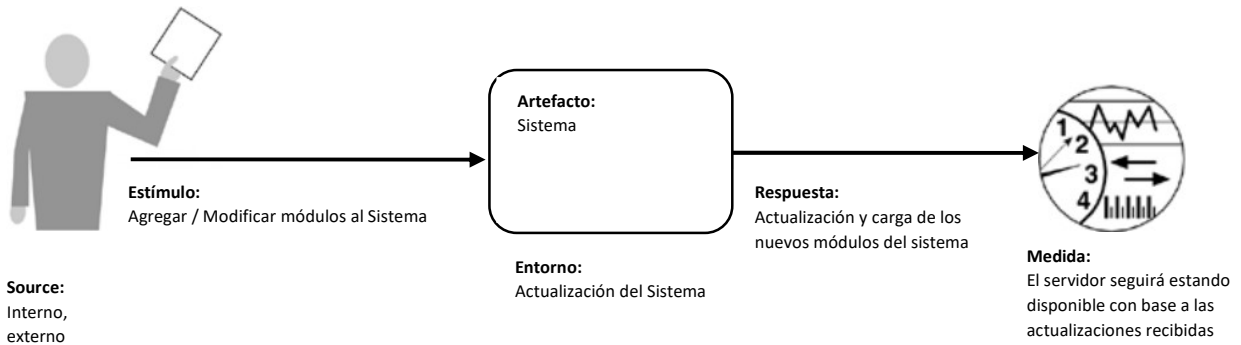 Artefacto:
Sistema
Estímulo:
Agregar / Modificar módulos al Sistema
Respuesta:
Actualización y carga de los
nuevos módulos del sistema
1
2
3
4
Entorno:
Actualización del Sistema
Medida:
El servidor seguirá estando
disponible con base a las
actualizaciones recibidas
Source:
Interno,
externo